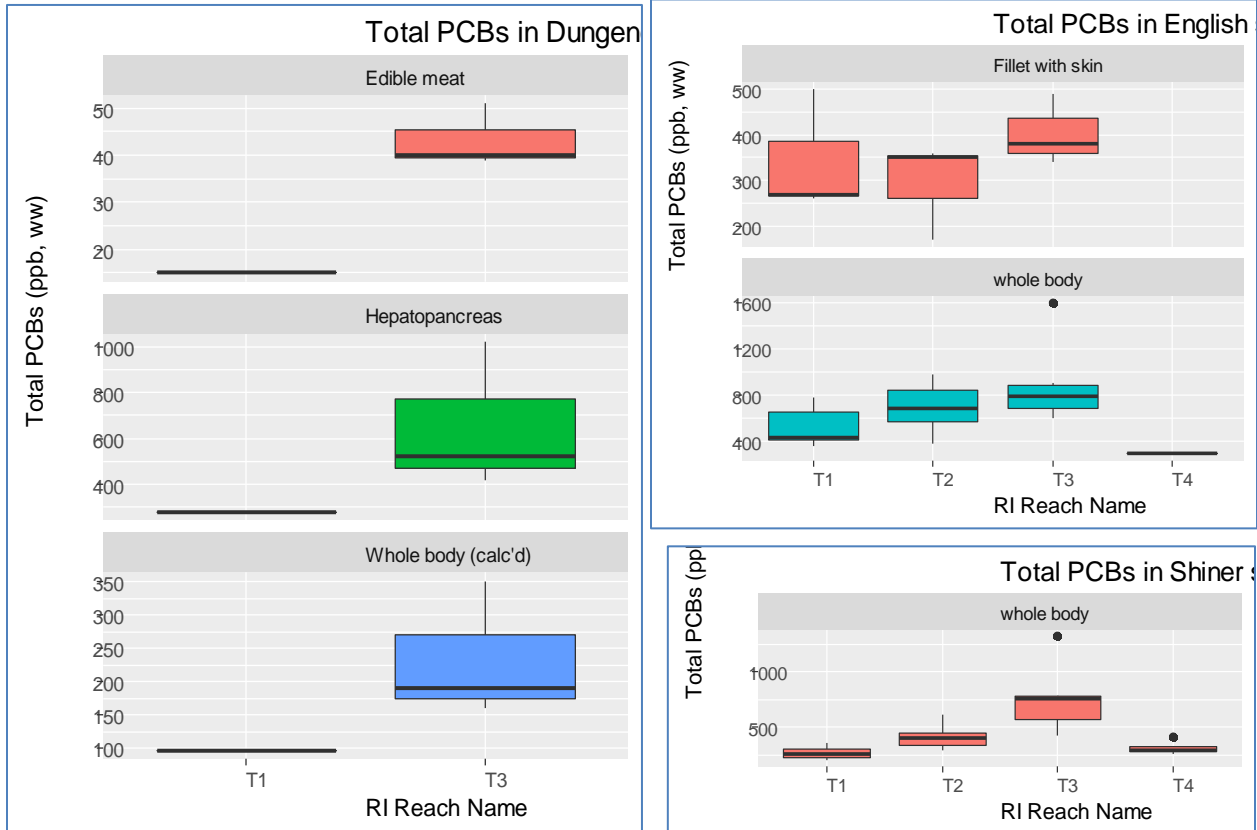 Total PCBs in Dungen
Edible meat
50
40
30
20
Hepatopancreas
1000
800
600
400
Whole body (calc'd)
350
300
250
200
150
100
Total PCBs (ppb, ww)
T1 T3
RI Reach Name
Total PCBs in English
Fillet with skin
500
400
300
200
whole body
1600
1200
800
400
Total PCBs (ppb, ww)
T1 T2 T3 T4
RI Reach Name
Total PCBs in Shiner s
whole body
1000
500
Total PCBs (pp
T1 T2 T3 T4
RI Reach Name